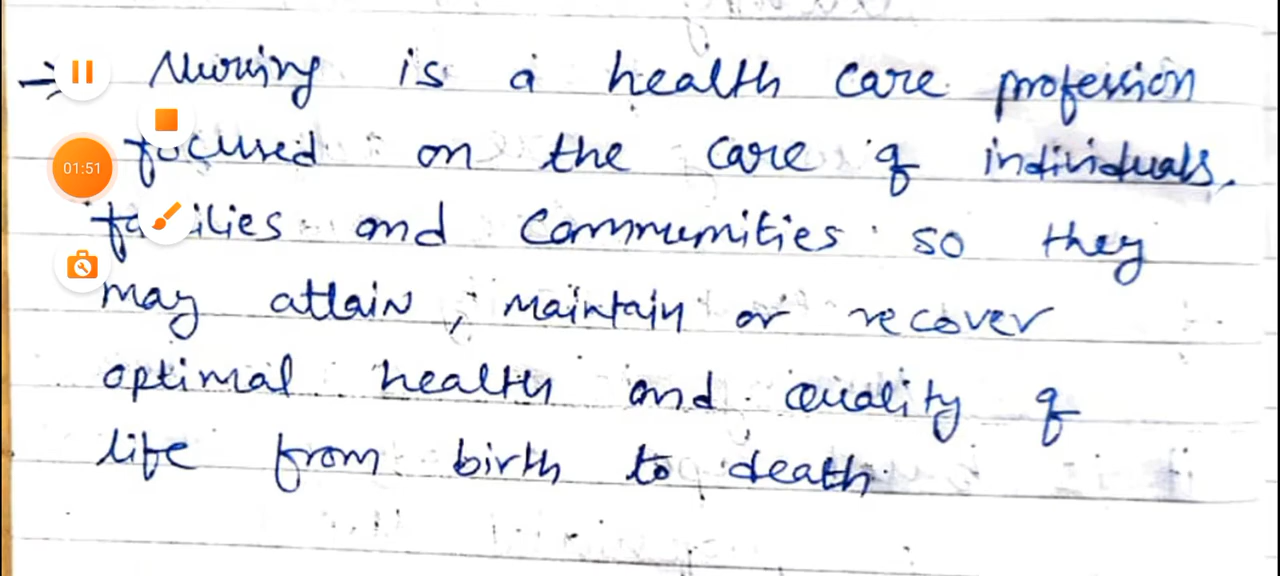 → Nursing is a health care profession
focused on the care of individuals,
families and communities so they
may attain, maintain or recover
optimal health and quality of
life from birth to death
01:51